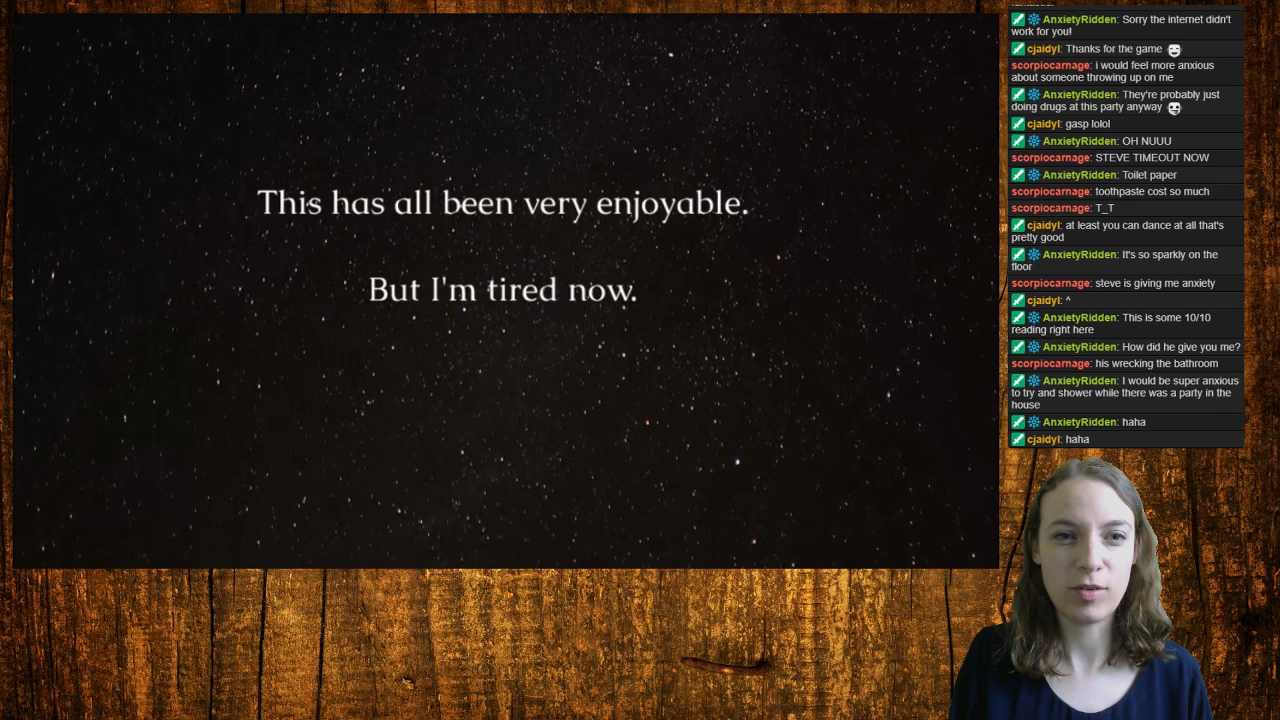 This has all been very enjoyable.
But I'm tired now.
AnxietyRidden: Sorry the internet didn't
work for you!
cjaidyl: Thanks for the game
scorpiocarnage: i would feel more anxious
about someone throwing up on me
AnxietyRidden: They're probably just
doing drugs at this party anyway
cjaidyl: gasp lolol
AnxietyRidden: OH NUUU
scorpiocarnage: STEVE TIMEOUT NOW
AnxietyRidden: Toilet paper
scorpiocarnage: toothpaste cost so much
scorpiocarnage: T_T
cjaidyl: at least you can dance at all that's
pretty good
AnxietyRidden: It's so sparkly on the
floor
scorpiocarnage: steve is giving me anxiety
cjaidyl: ^
AnxietyRidden: This is some 10/10
reading right here
AnxietyRidden: How did he give you me?
scorpiocarnage: his wrecking the bathroom
AnxietyRidden: I would be super anxious
to try and shower while there was a party in the
house
AnxietyRidden: haha
cjaidyl: haha